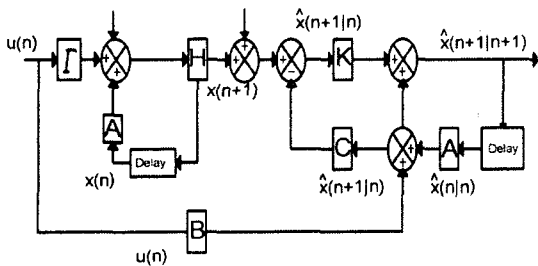 x̂(n+1|n)
x̂(n+1|n+1)
u(n)
Γ
+
+
H
+
+
+
−
K
+
+
x(n+1)
A
Delay
x(n)
C
+
+
A
Delay
x̂(n+1|n)
x̂(n|n)
B
u(n)